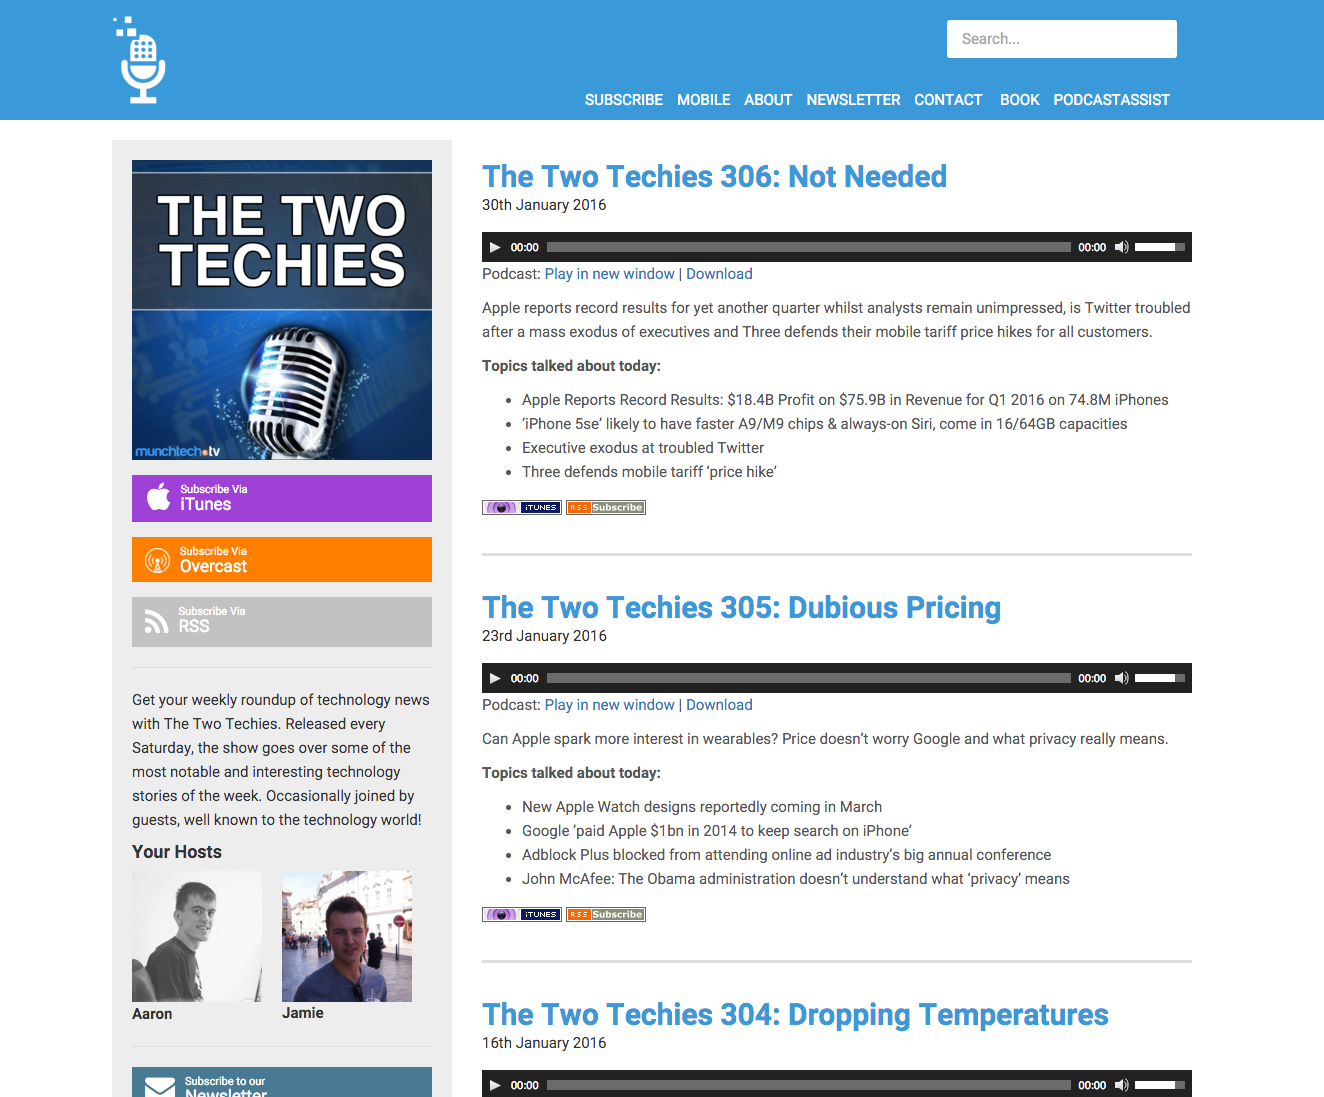 Search...
SUBSCRIBE MOBILE ABOUT NEWSLETTER CONTACT BOOK PODCASTASSIST
THE TWO
TECHIES
munchtech.tv
Subscribe Via
iTunes
Subscribe Via
Overcast
Subscribe Via
RSS
Get your weekly roundup of technology news
with The Two Techies. Released every
Saturday, the show goes over some of the
most notable and interesting technology
stories of the week. Occasionally joined by
guests, well known to the technology world!
Your Hosts
Aaron
Jamie
Subscribe to our
Newsletter
The Two Techies 306: Not Needed
30th January 2016
00:00 00:00
Podcast: Play in new window | Download
Apple reports record results for yet another quarter whilst analysts remain unimpressed, is Twitter troubled
after a mass exodus of executives and Three defends their mobile tariff price hikes for all customers.
Topics talked about today:
• Apple Reports Record Results: $18.4B Profit on $75.9B in Revenue for Q1 2016 on 74.8M iPhones
• ‘iPhone 5se’ likely to have faster A9/M9 chips & always-on Siri, come in 16/64GB capacities
• Executive exodus at troubled Twitter
• Three defends mobile tariff ‘price hike’
iTUNES RSS Subscribe
The Two Techies 305: Dubious Pricing
23rd January 2016
00:00 00:00
Podcast: Play in new window | Download
Can Apple spark more interest in wearables? Price doesn’t worry Google and what privacy really means.
Topics talked about today:
• New Apple Watch designs reportedly coming in March
• Google ‘paid Apple $1bn in 2014 to keep search on iPhone’
• Adblock Plus blocked from attending online ad industry’s big annual conference
• John McAfee: The Obama administration doesn’t understand what ‘privacy’ means
iTUNES RSS Subscribe
The Two Techies 304: Dropping Temperatures
16th January 2016
00:00 00:00